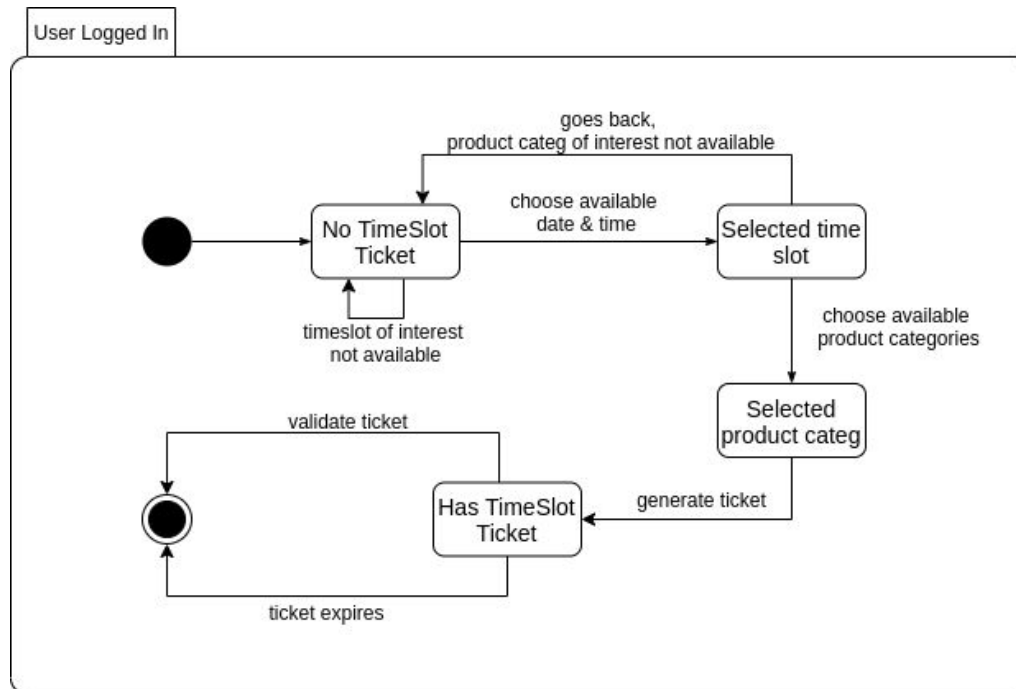 User Logged In
goes back,
product categ of interest not available
choose available
date & time
No TimeSlot
Ticket
Selected time
slot
timeslot of interest
not available
choose available
product categories
Selected
product categ
validate ticket
generate ticket
Has TimeSlot
Ticket
ticket expires